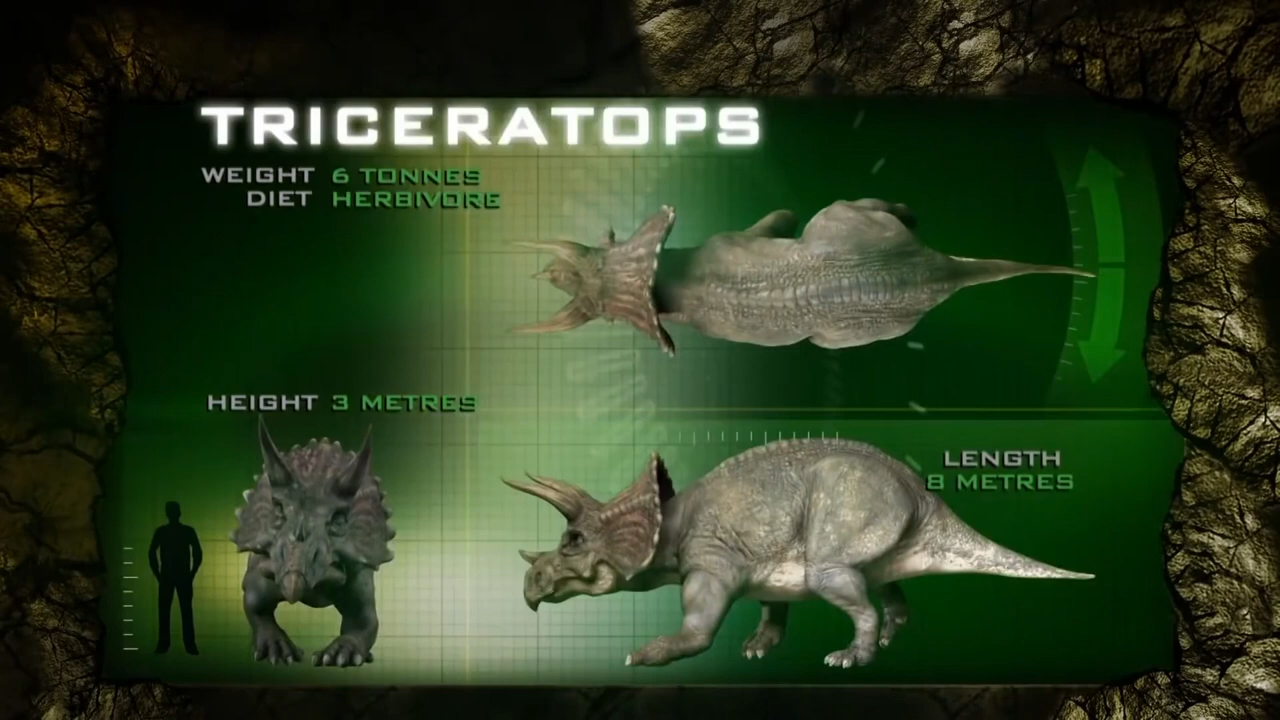 TRICERATOPS
WEIGHT 6 TONNES
DIET HERBIVORE
HEIGHT 3 METRES
LENGTH
8 METRES